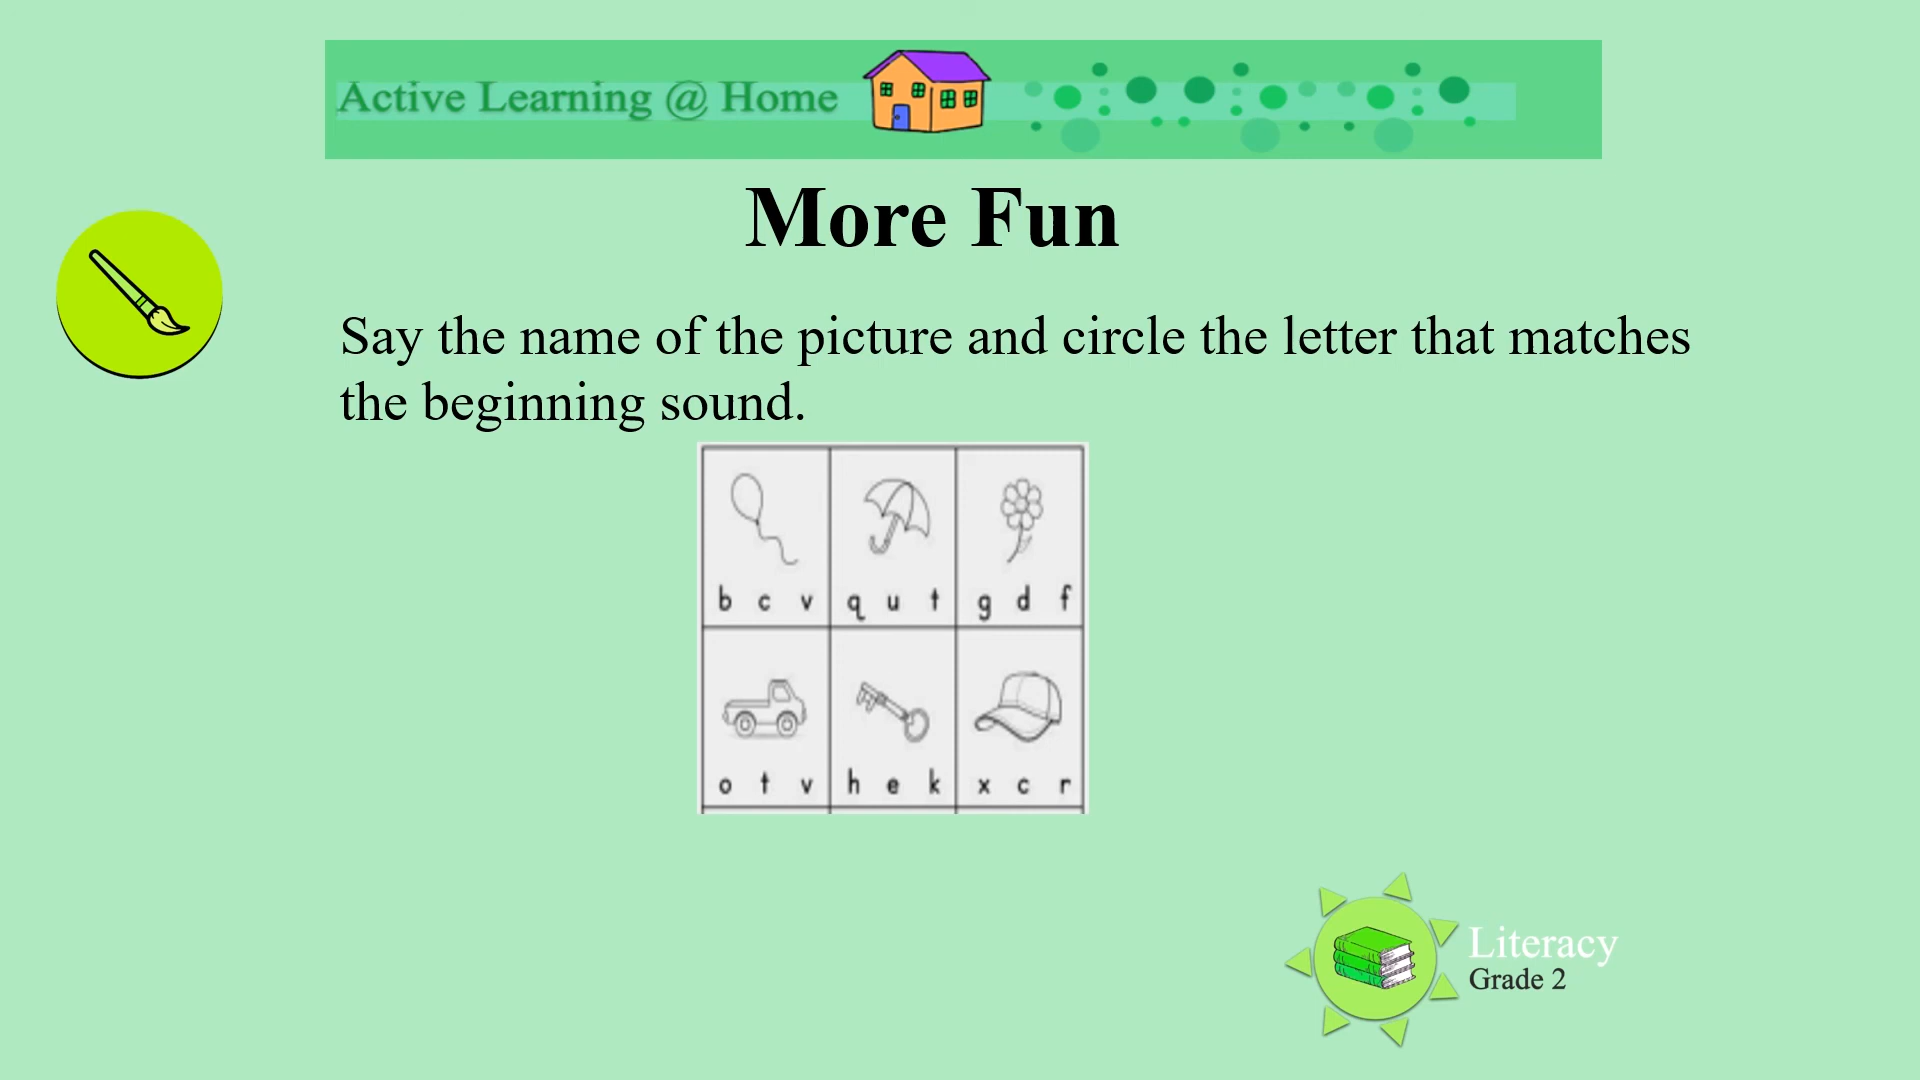 Active Learning @ Home
More Fun
Say the name of the picture and circle the letter that matches
the beginning sound.
b c v q u t g d f
o t v h e k x c r
Literacy
Grade 2